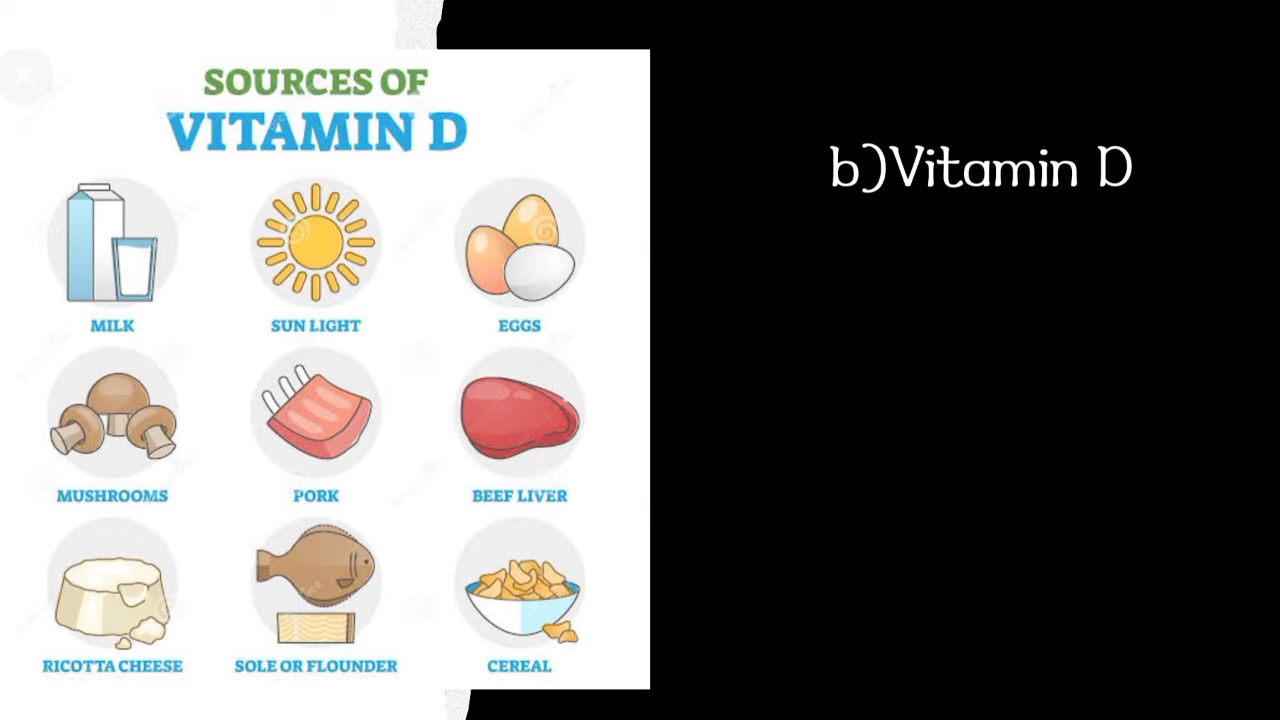 SOURCES OF
VITAMIN D
b)Vitamin D
MILK
SUN LIGHT
EGGS
MUSHROOMS
PORK
BEEF LIVER
RICOTTA CHEESE
SOLE OR FLOUNDER
CEREAL